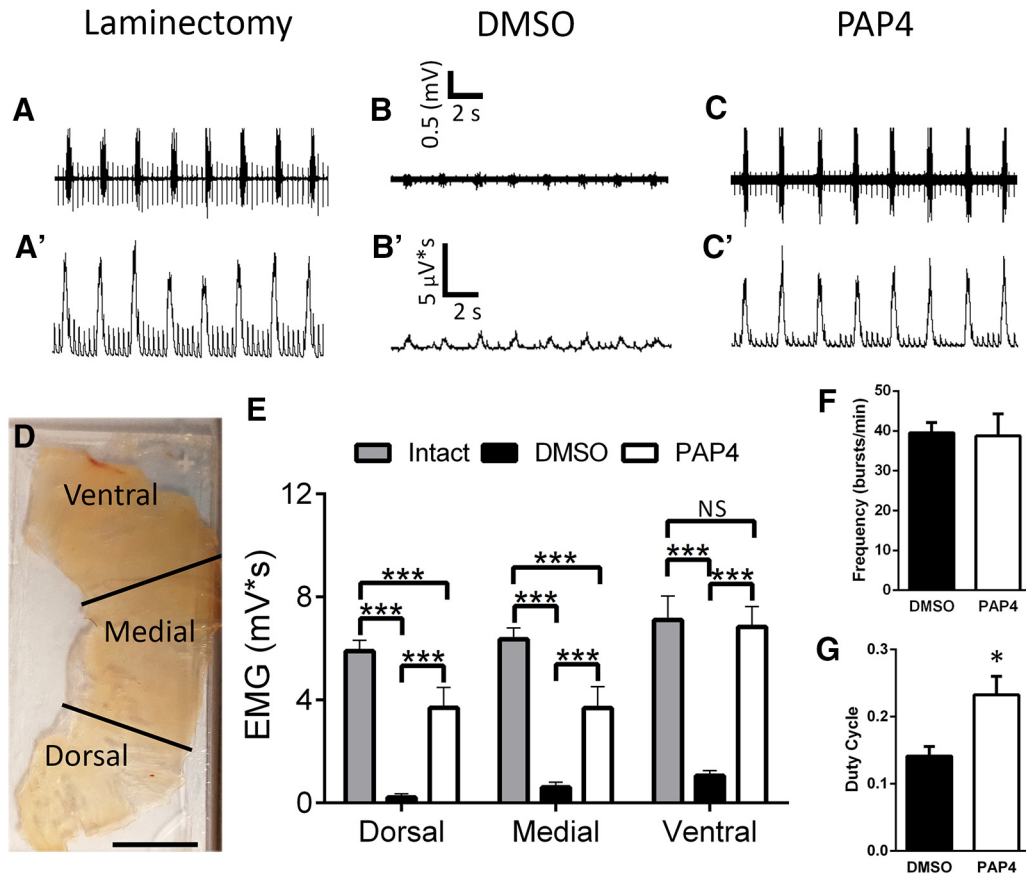 Laminectomy
DMSO
PAP4
A
B
0.5 (mV)
2 s
C
A'
B'
5 µV*s
2 s
C'
D
Ventral
Medial
Dorsal
E
Intact DMSO PAP4
EMG (mV*s)
12
8
4
0
NS
*** ***
*** *** ***
*** ***
***
Dorsal Medial Ventral
F
Frequency (bursts/min)
50
40
30
20
10
0
DMSO PAP4
G
Duty Cycle
0.3
0.2
0.1
0.0
*
DMSO PAP4